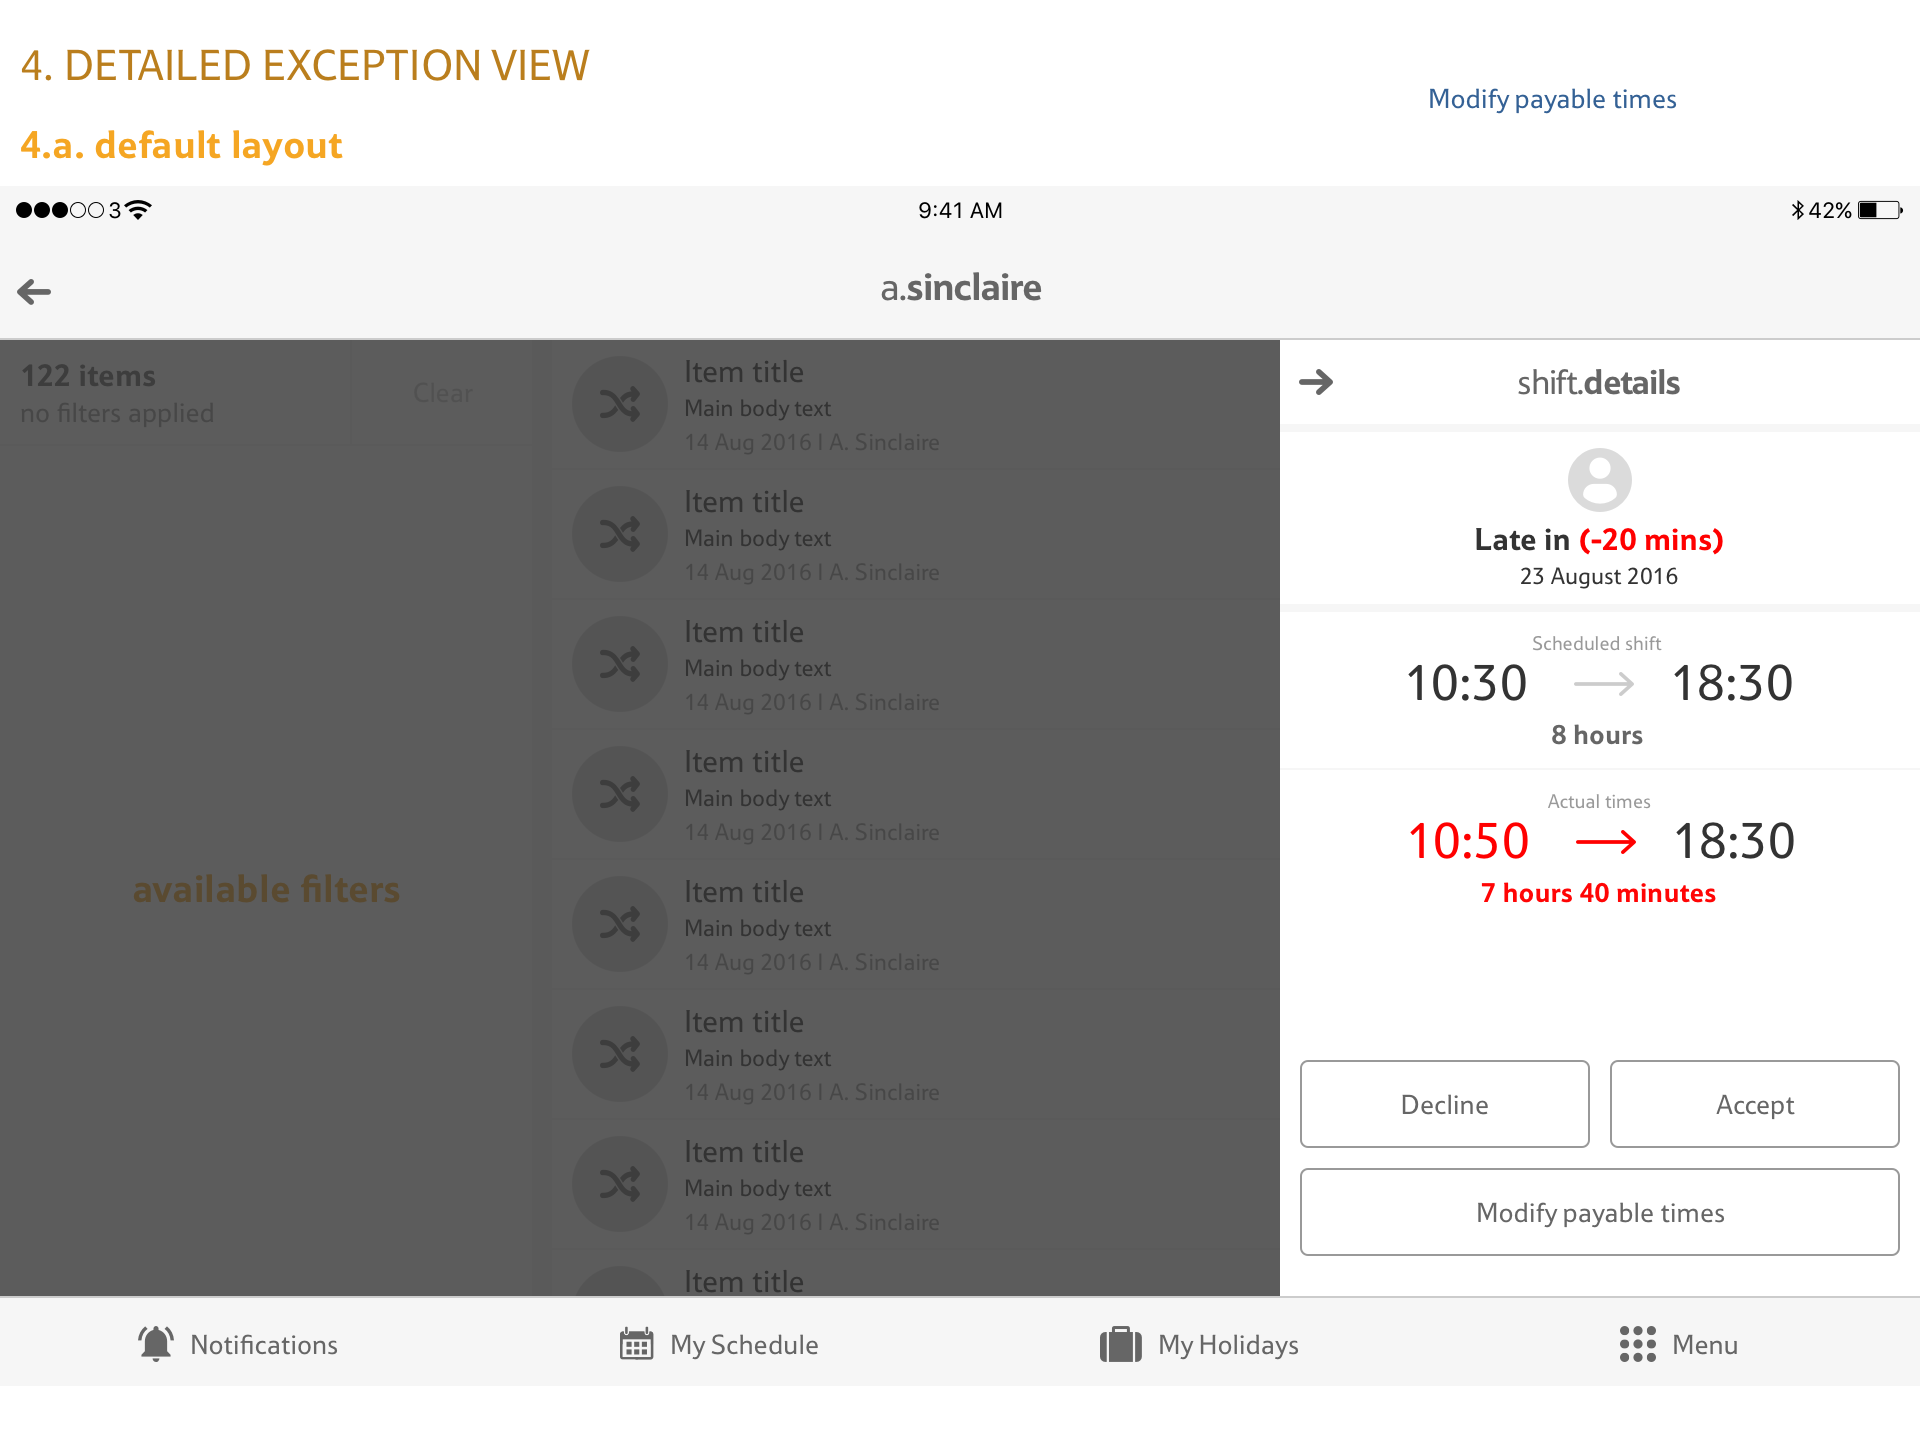 4. DETAILED EXCEPTION VIEW
Modify payable times
4.a. default layout
3
9:41 AM
42%
a.sinclaire
122 items
no filters applied
Clear
available filters
Item title
Main body text
14 Aug 2016 | A. Sinclaire
Item title
Main body text
14 Aug 2016 | A. Sinclaire
Item title
Main body text
14 Aug 2016 | A. Sinclaire
Item title
Main body text
14 Aug 2016 | A. Sinclaire
Item title
Main body text
14 Aug 2016 | A. Sinclaire
Item title
Main body text
14 Aug 2016 | A. Sinclaire
Item title
Main body text
14 Aug 2016 | A. Sinclaire
Item title
shift.details
Late in (-20 mins)
23 August 2016
Scheduled shift
10:30 18:30
8 hours
Actual times
10:50 18:30
7 hours 40 minutes
Decline
Accept
Modify payable times
Notifications
My Schedule
My Holidays
Menu